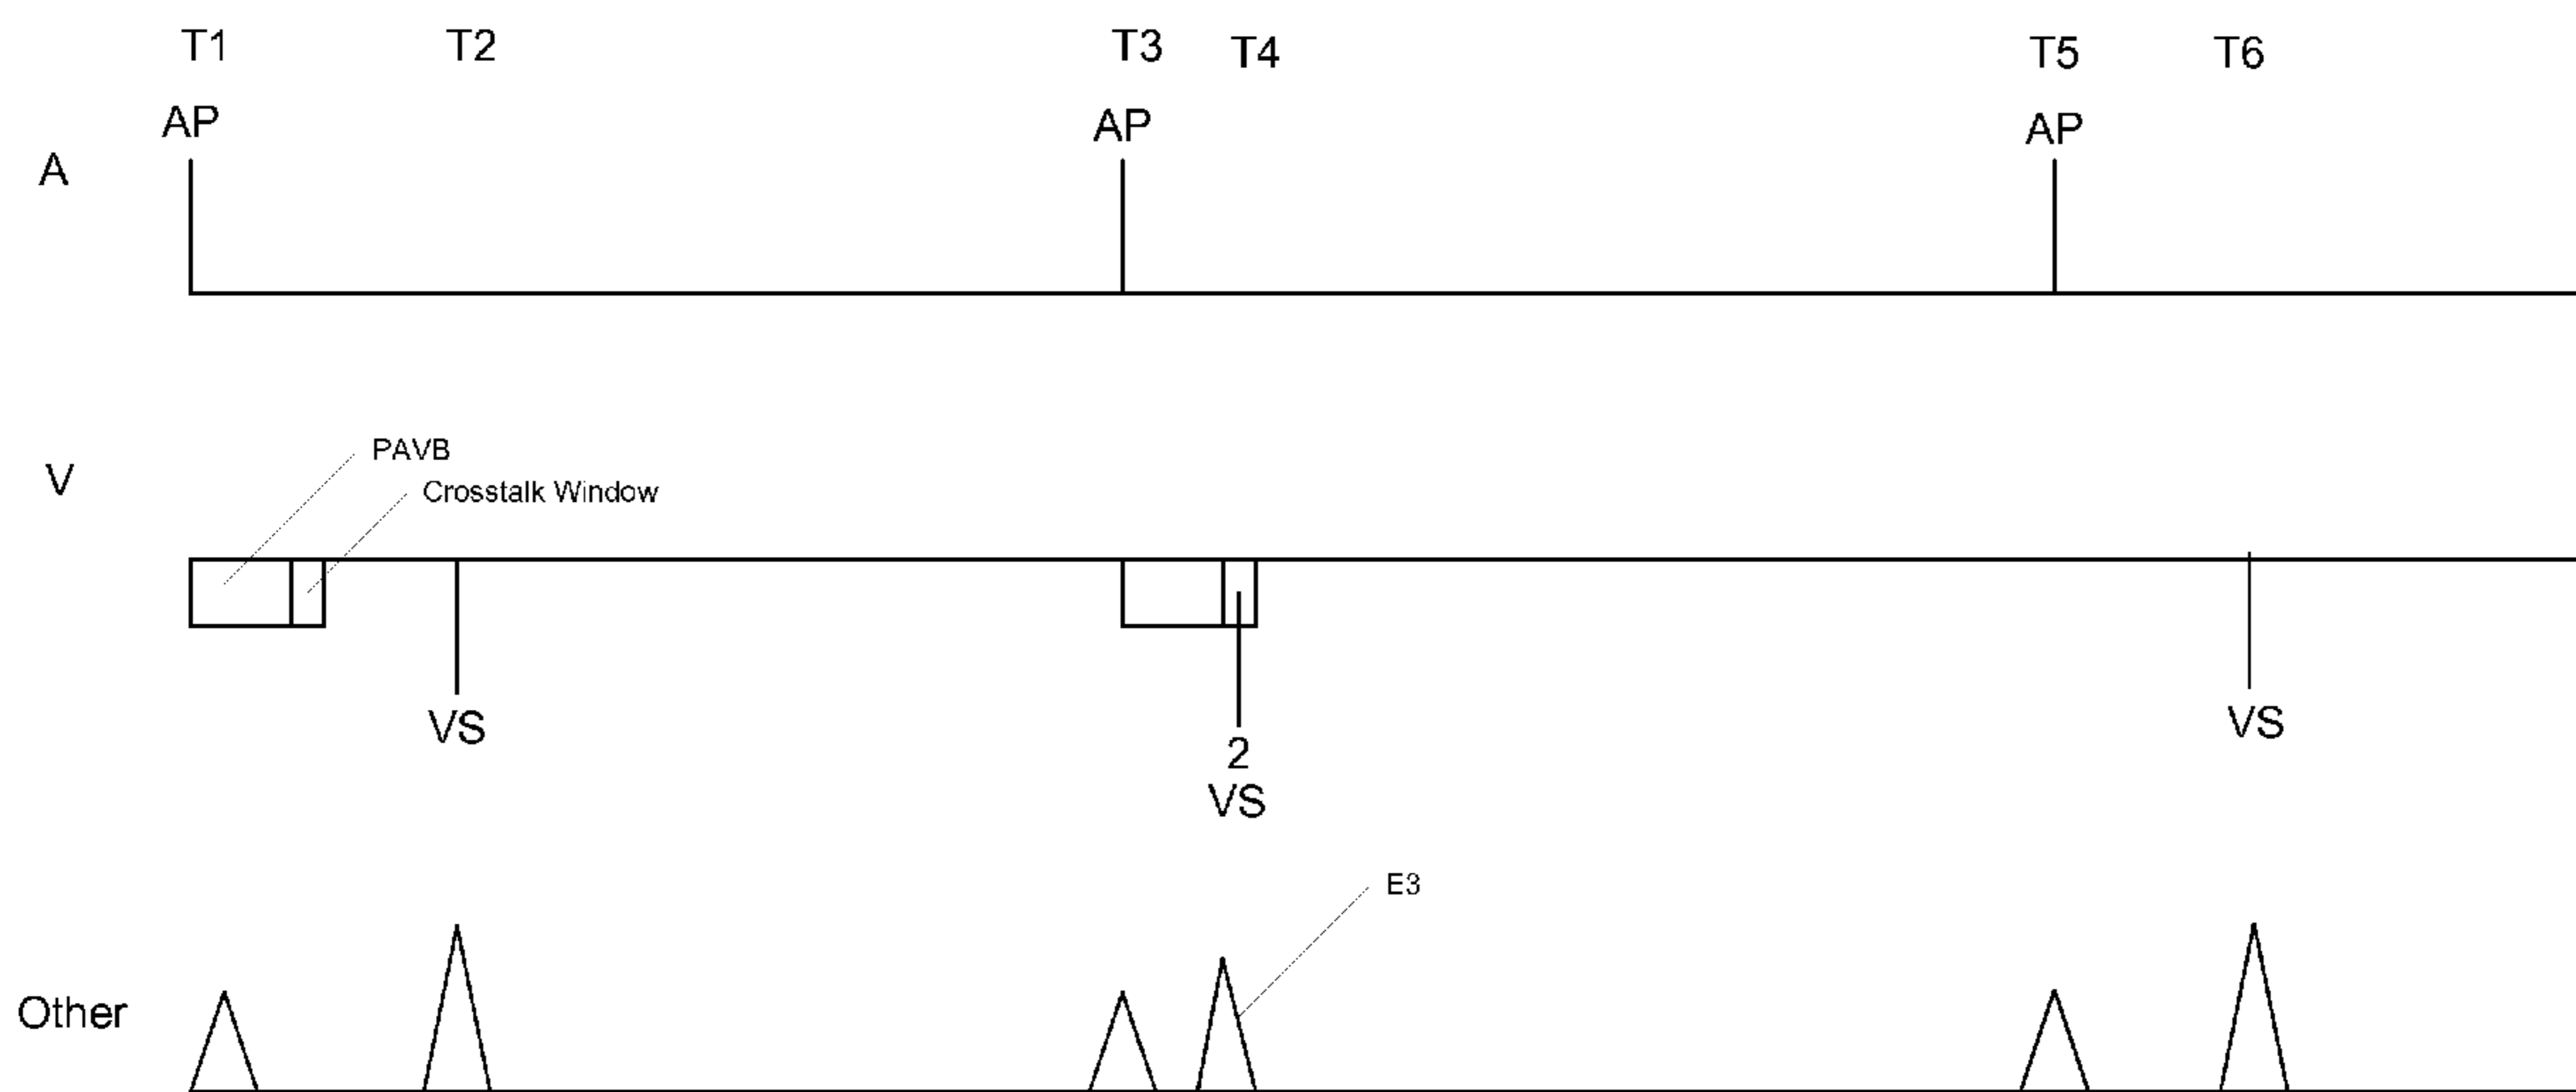 T1 T2 T3 T4 T5 T6
AP AP AP
A
PAVB
V
Crosstalk Window
VS
VS
2
VS
E3
Other